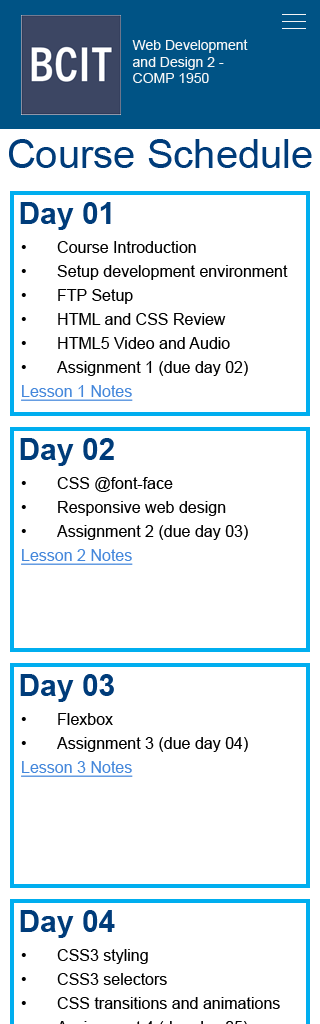 BCIT
Web Development
and Design 2 -
COMP 1950
Course Schedule
Day 01
• Course Introduction
• Setup development environment
• FTP Setup
• HTML and CSS Review
• HTML5 Video and Audio
• Assignment 1 (due day 02)
Lesson 1 Notes
Day 02
• CSS @font-face
• Responsive web design
• Assignment 2 (due day 03)
Lesson 2 Notes
Day 03
• Flexbox
• Assignment 3 (due day 04)
Lesson 3 Notes
Day 04
• CSS3 styling
• CSS3 selectors
• CSS transitions and animations